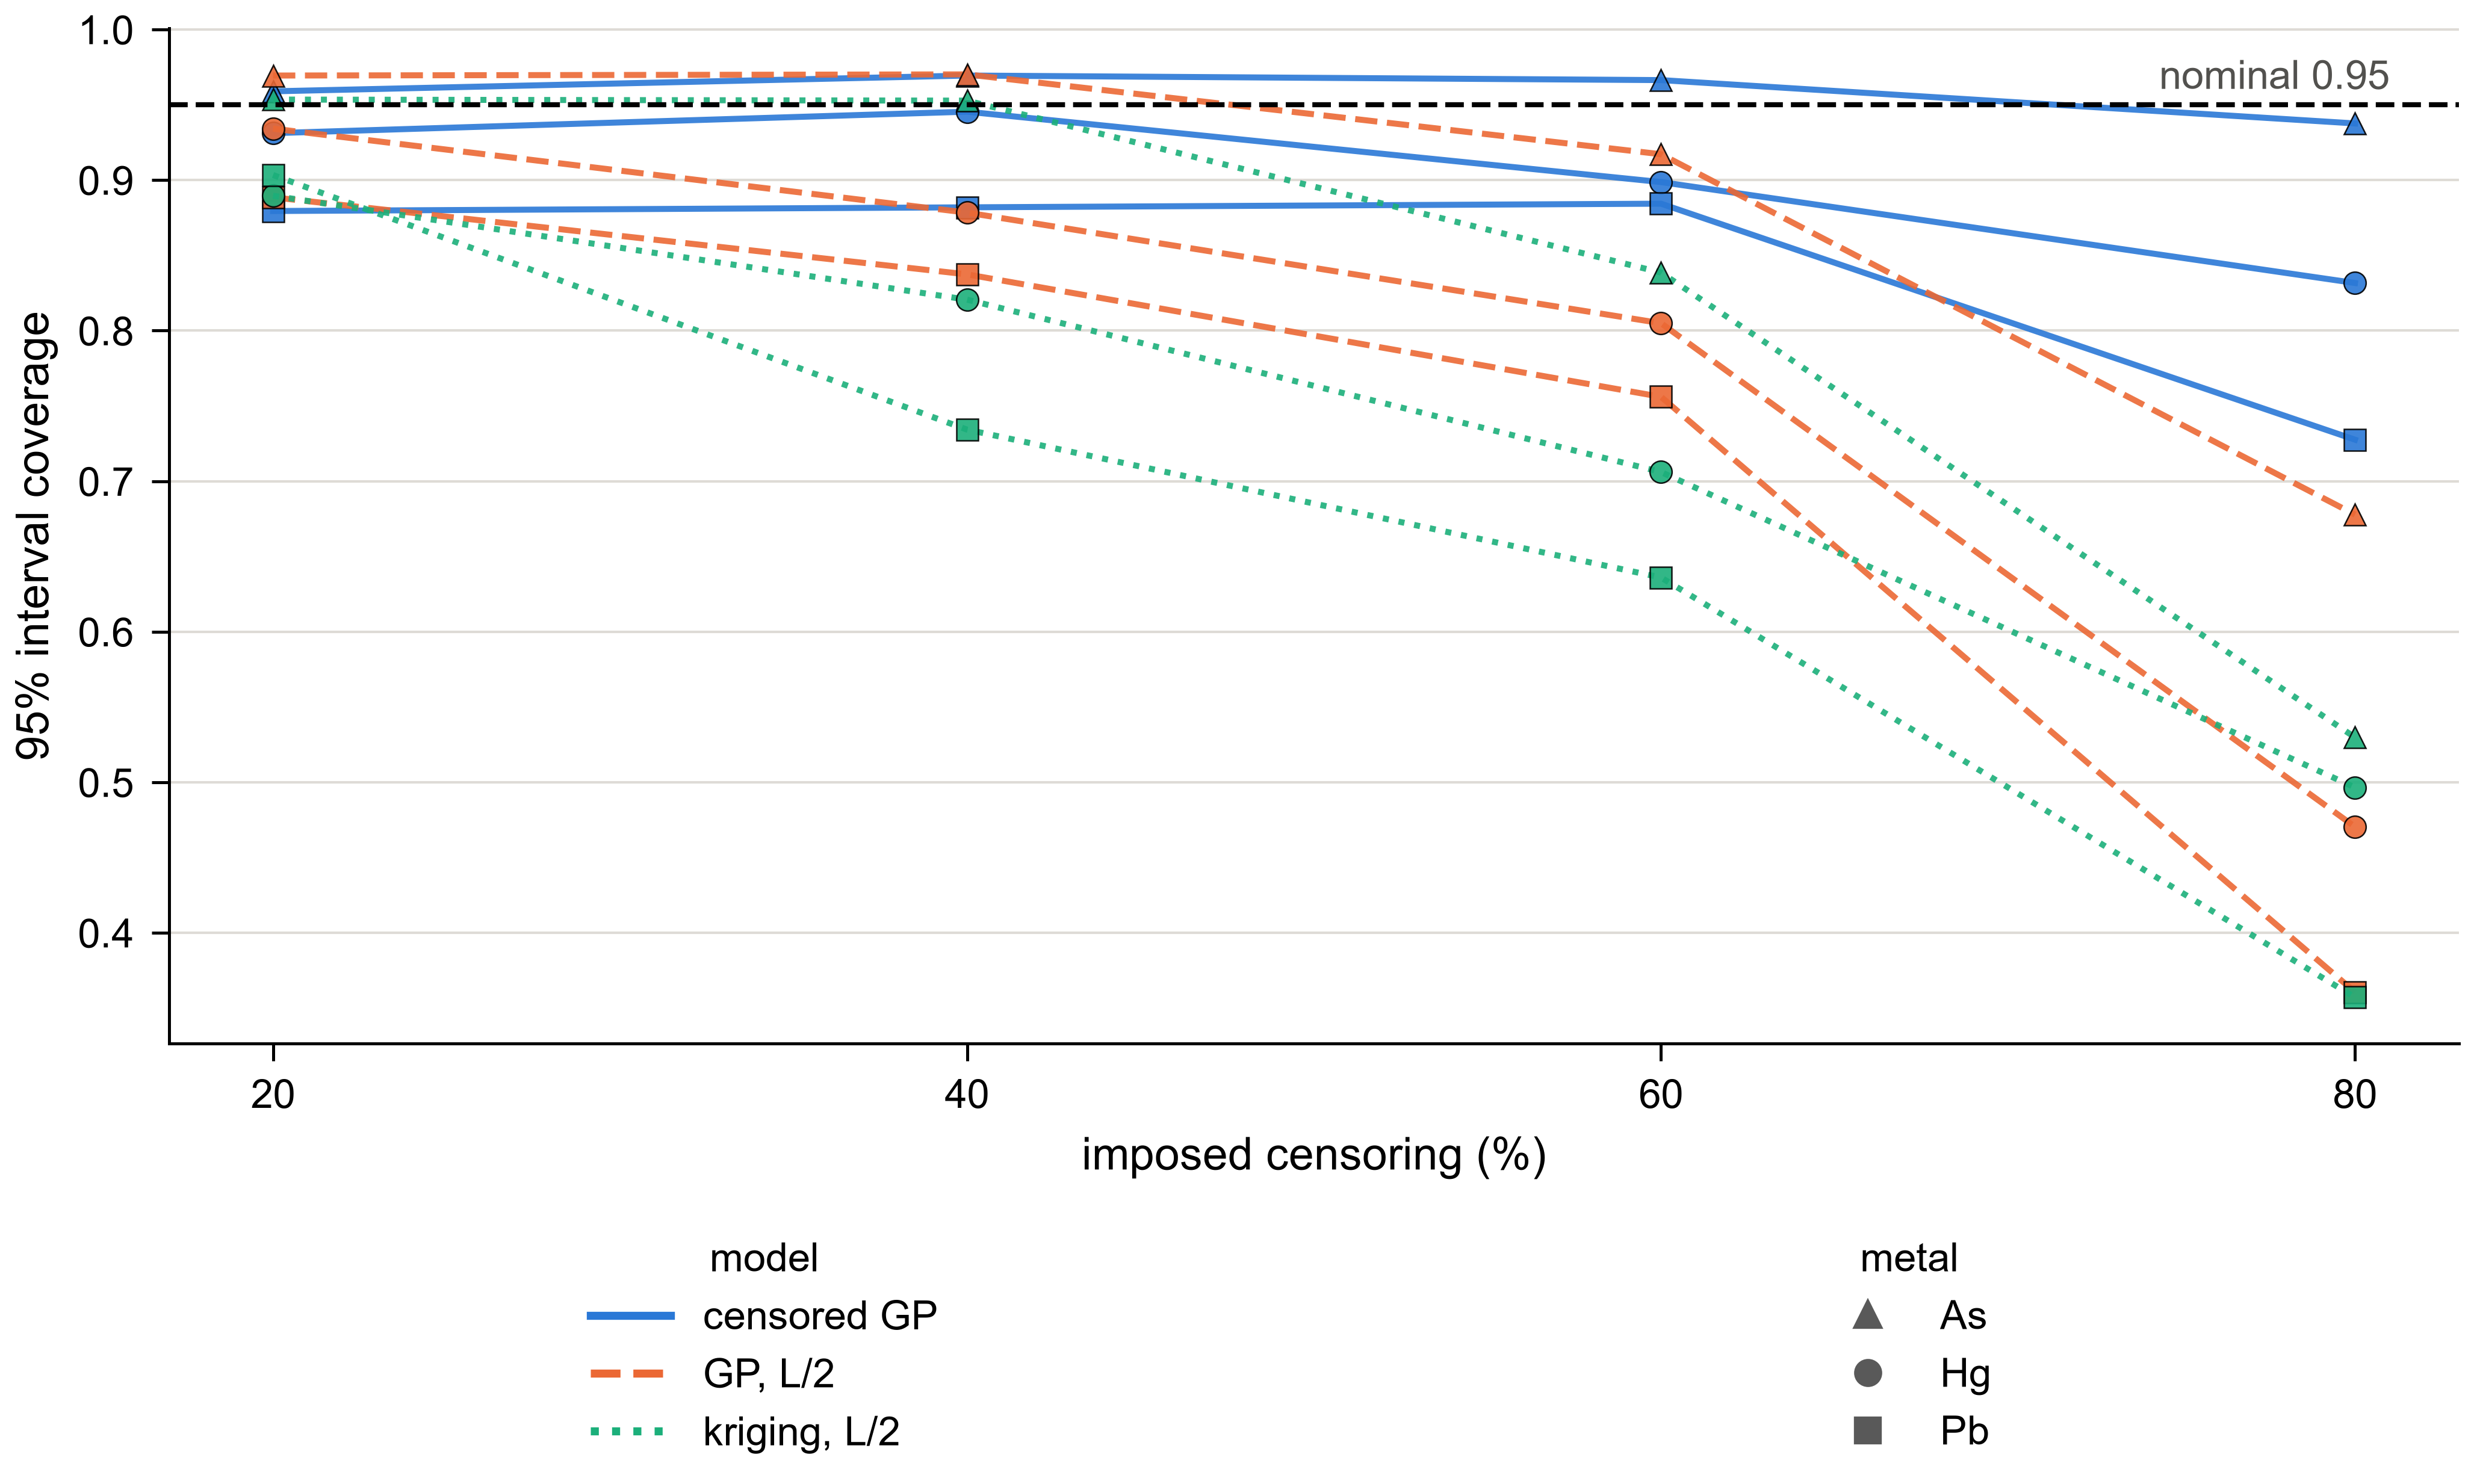 95% interval coverage
1.0
0.9
0.8
0.7
0.6
0.5
0.4
nominal 0.95
20 40 60 80
imposed censoring (%)
model
censored GP
GP, L/2
kriging, L/2
metal
As
Hg
Pb